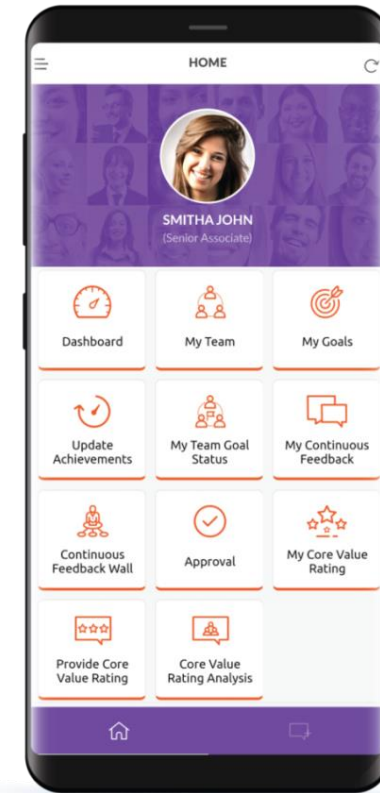 HOME
SMITHA JOHN
(Senior Associate)
Dashboard
My Team
My Goals
Update
Achievements
My Team Goal
Status
My Continuous
Feedback
Continuous
Feedback Wall
Approval
My Core Value
Rating
Provide Core
Value Rating
Core Value
Rating Analysis